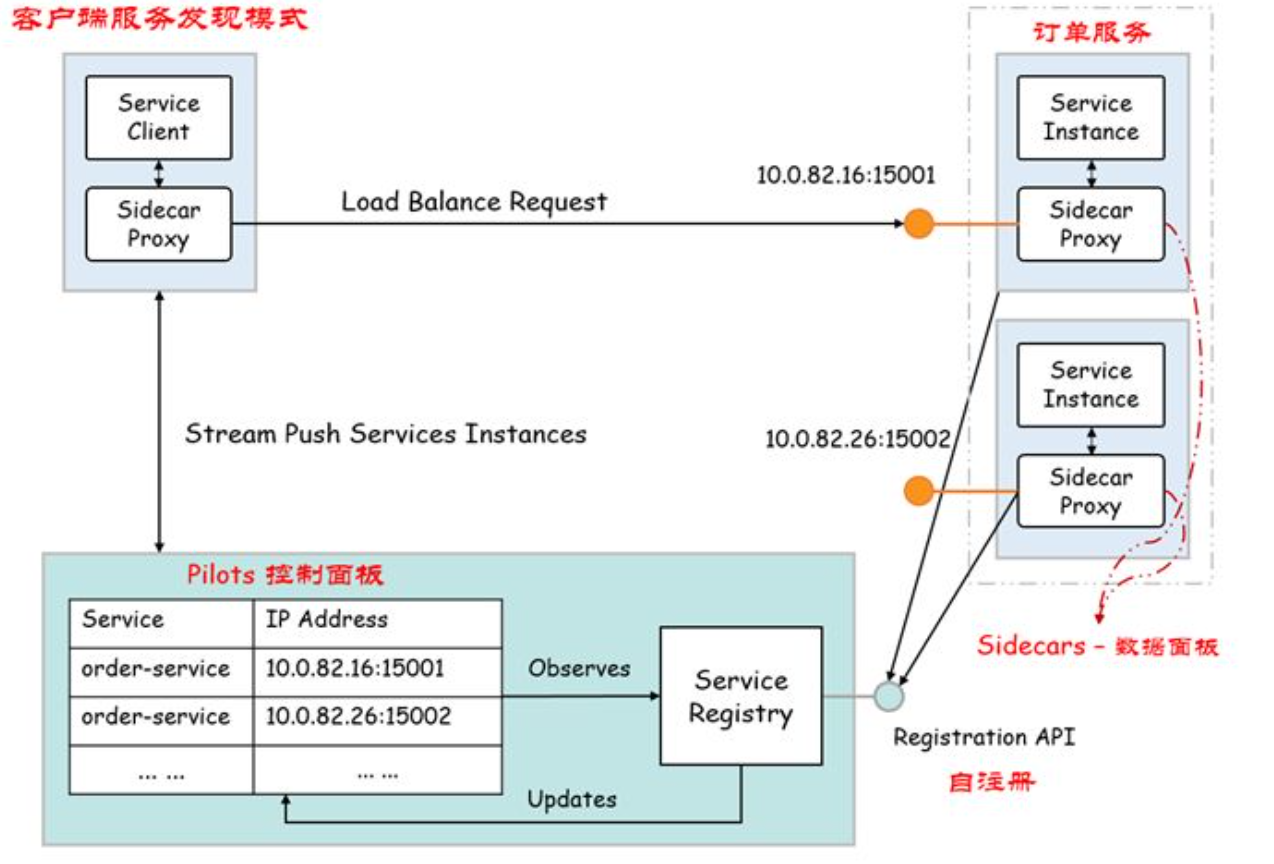 客户端服务发现模式
订单服务
Service
Client
Sidecar
Proxy
Load Balance Request
10.0.82.16:15001
Service
Instance
Sidecar
Proxy
Stream Push Services Instances
10.0.82.26:15002
Service
Instance
Sidecar
Proxy
Sidecars – 数据面板
Pilots 控制面板
Service IP Address
order-service 10.0.82.16:15001
order-service 10.0.82.26:15002
... ... ... ...
Observes
Updates
Service
Registry
Registration API
自注册